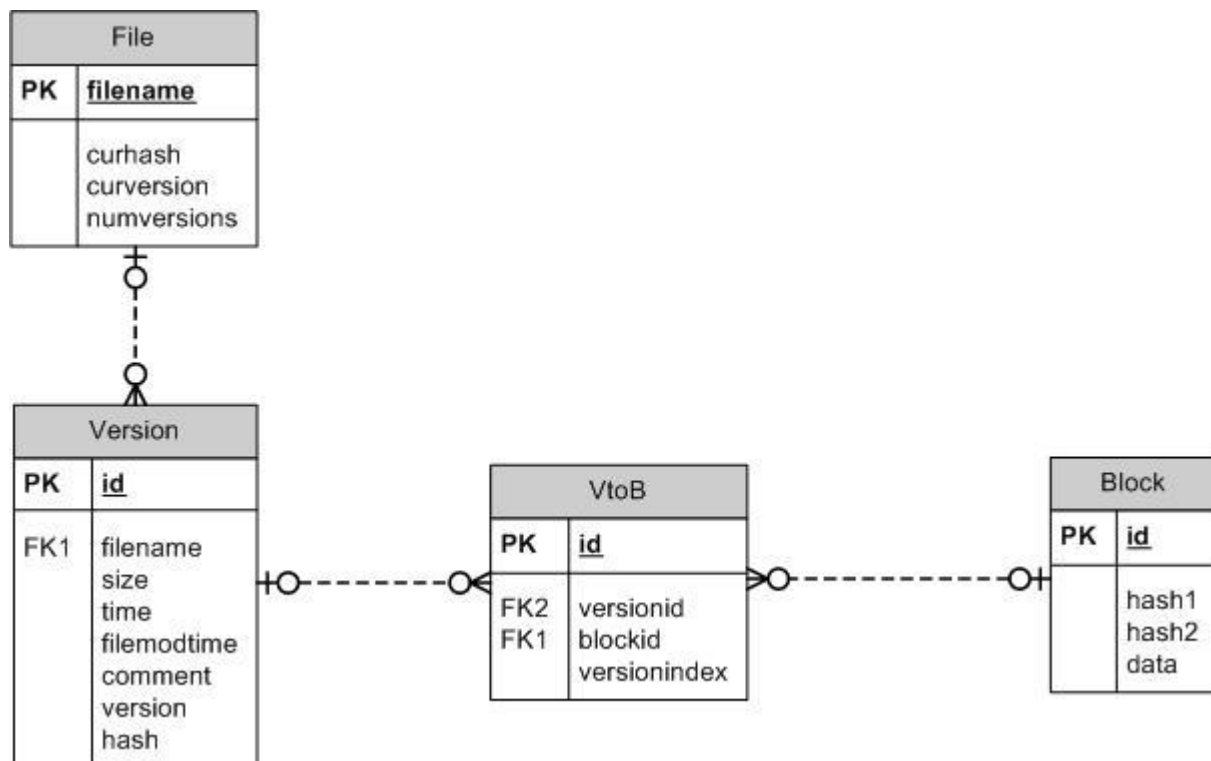 File
PK filename
curhash
curversion
numversions
Version
PK id
FK1 filename
size
time
filemodtime
comment
version
hash
VtoB
PK id
FK2 versionid
FK1 blockid
versionindex
Block
PK id
hash1
hash2
data